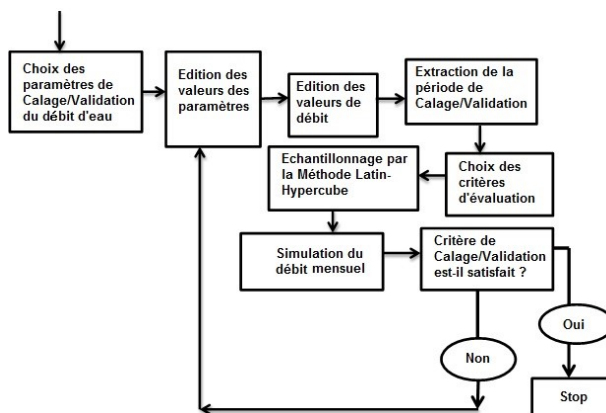 Choix des
paramètres de
Calage/Validation
du débit d'eau
Edition des
valeurs des
paramètres
Edition des
valeurs de
débit
Extraction de la
période de
Calage/Validation
Choix des
critères
d'évaluation
Echantillonnage par
la Méthode Latin-
Hypercube
Simulation du
débit mensuel
Critère de
Calage/Validation
est-il satisfait ?
Non
Oui
Stop